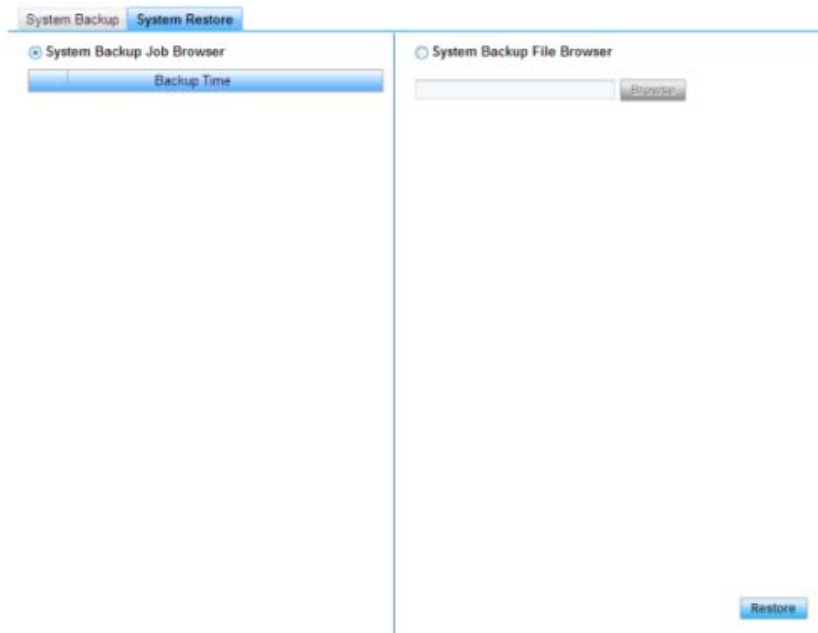 System Backup
System Restore
System Backup Job Browser
Backup Time
System Backup File Browser
Browse
Restore